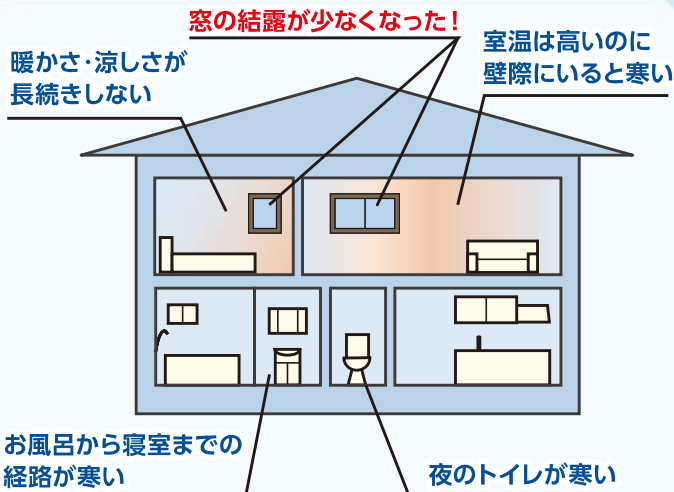 窓の結露が少なくなった！
暖かさ・涼しさが
長続きしない
室温は高いのに
壁際にいると寒い
お風呂から寝室までの
経路が寒い
夜のトイレが寒い